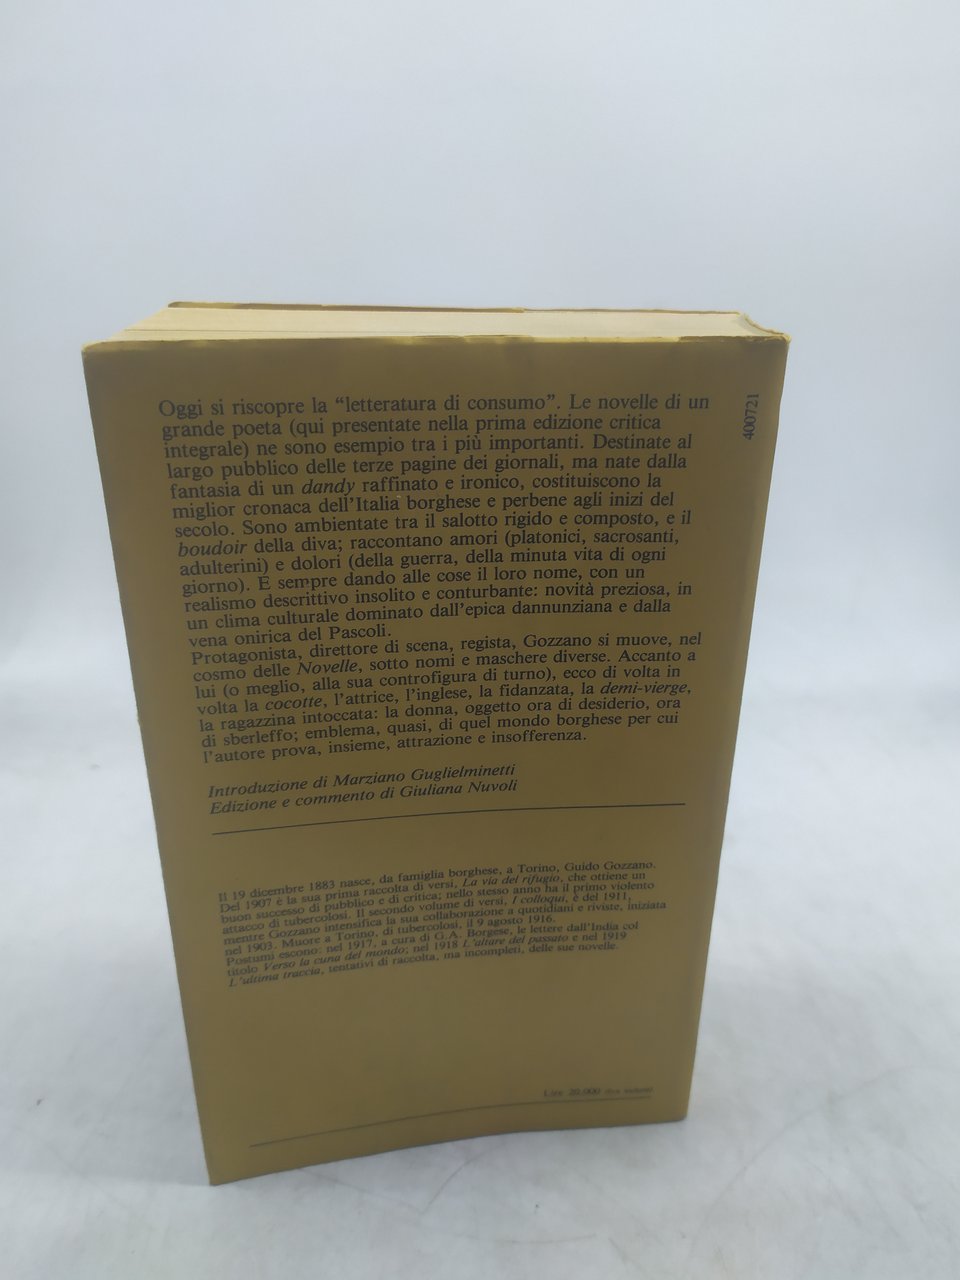 Oggi si riscopre la “letteratura di consumo”. Le novelle di un
grande poeta (qui presentate nella prima edizione critica
integrale) ne sono esempio tra i più importanti. Destinate al
largo pubblico delle terze pagine dei giornali, ma nate dalla
fantasia di un dandy raffinato e ironico, costituiscono la
miglior cronaca dell'Italia borghese e perbene agli inizi del
secolo. Sono ambientate tra il salotto rigido e composto, e il
boudoir della diva; raccontano amori (platonici, sacrosanti,
adulterini) e dolori (della guerra, della minuta vita di ogni
giorno). E sempre dando alle cose il loro nome, con un
realismo descrittivo insolito e conturbante: novità preziosa, in
un clima culturale dominato dall'epica dannunziana e dalla
vena onirica del Pascoli.
Protagonista, direttore di scena, regista, Gozzano si muove, nel
cosmo delle Novelle, sotto nomi e maschere diverse. Accanto a
lui (o meglio, alla sua controfigura di turno), ecco di volta in
volta la cocotte, l'attrice, l'inglese, la fidanzata, la demi-vierge,
la ragazzina intoccata: la donna, oggetto ora di desiderio, ora
di sberleffo; emblema, quasi, di quel mondo borghese per cui
l'autore prova, insieme, attrazione e insofferenza.
Introduzione di Marziano Guglielminetti
Edizione e commento di Giuliana Nuvoli
Il 19 dicembre 1883 nasce, da famiglia borghese, a Torino, Guido Gozzano.
Del 1907 è la sua prima raccolta di versi, La via del rifugio, che ottiene un
buon successo di pubblico e di critica; nello stesso anno ha il primo violento
attacco di tubercolosi. Il secondo volume di versi, I colloqui, è del 1911,
mentre Gozzano intensifica la sua collaborazione a quotidiani e riviste, iniziata
nel 1903. Muore a Torino, di tubercolosi, il 9 agosto 1916.
Postumi escono: nel 1917, a cura di G.A. Borgese, le lettere dall'India col
titolo Verso la cuna del mondo; nel 1918 L'altare del passato e nel 1919
L'ultima traccia, tentativi di raccolta, ma incompleti, delle sue novelle.
Lire 20.000 due volumi
400721